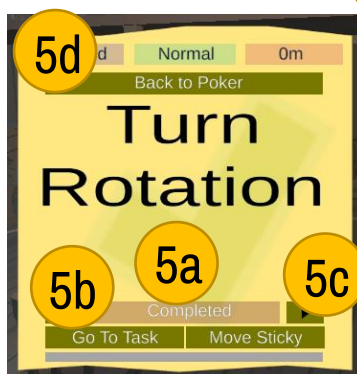 5d d Normal 0m
Back to Poker
Turn
Rotation
5a
5b 5c
Completed
Go To Task Move Sticky